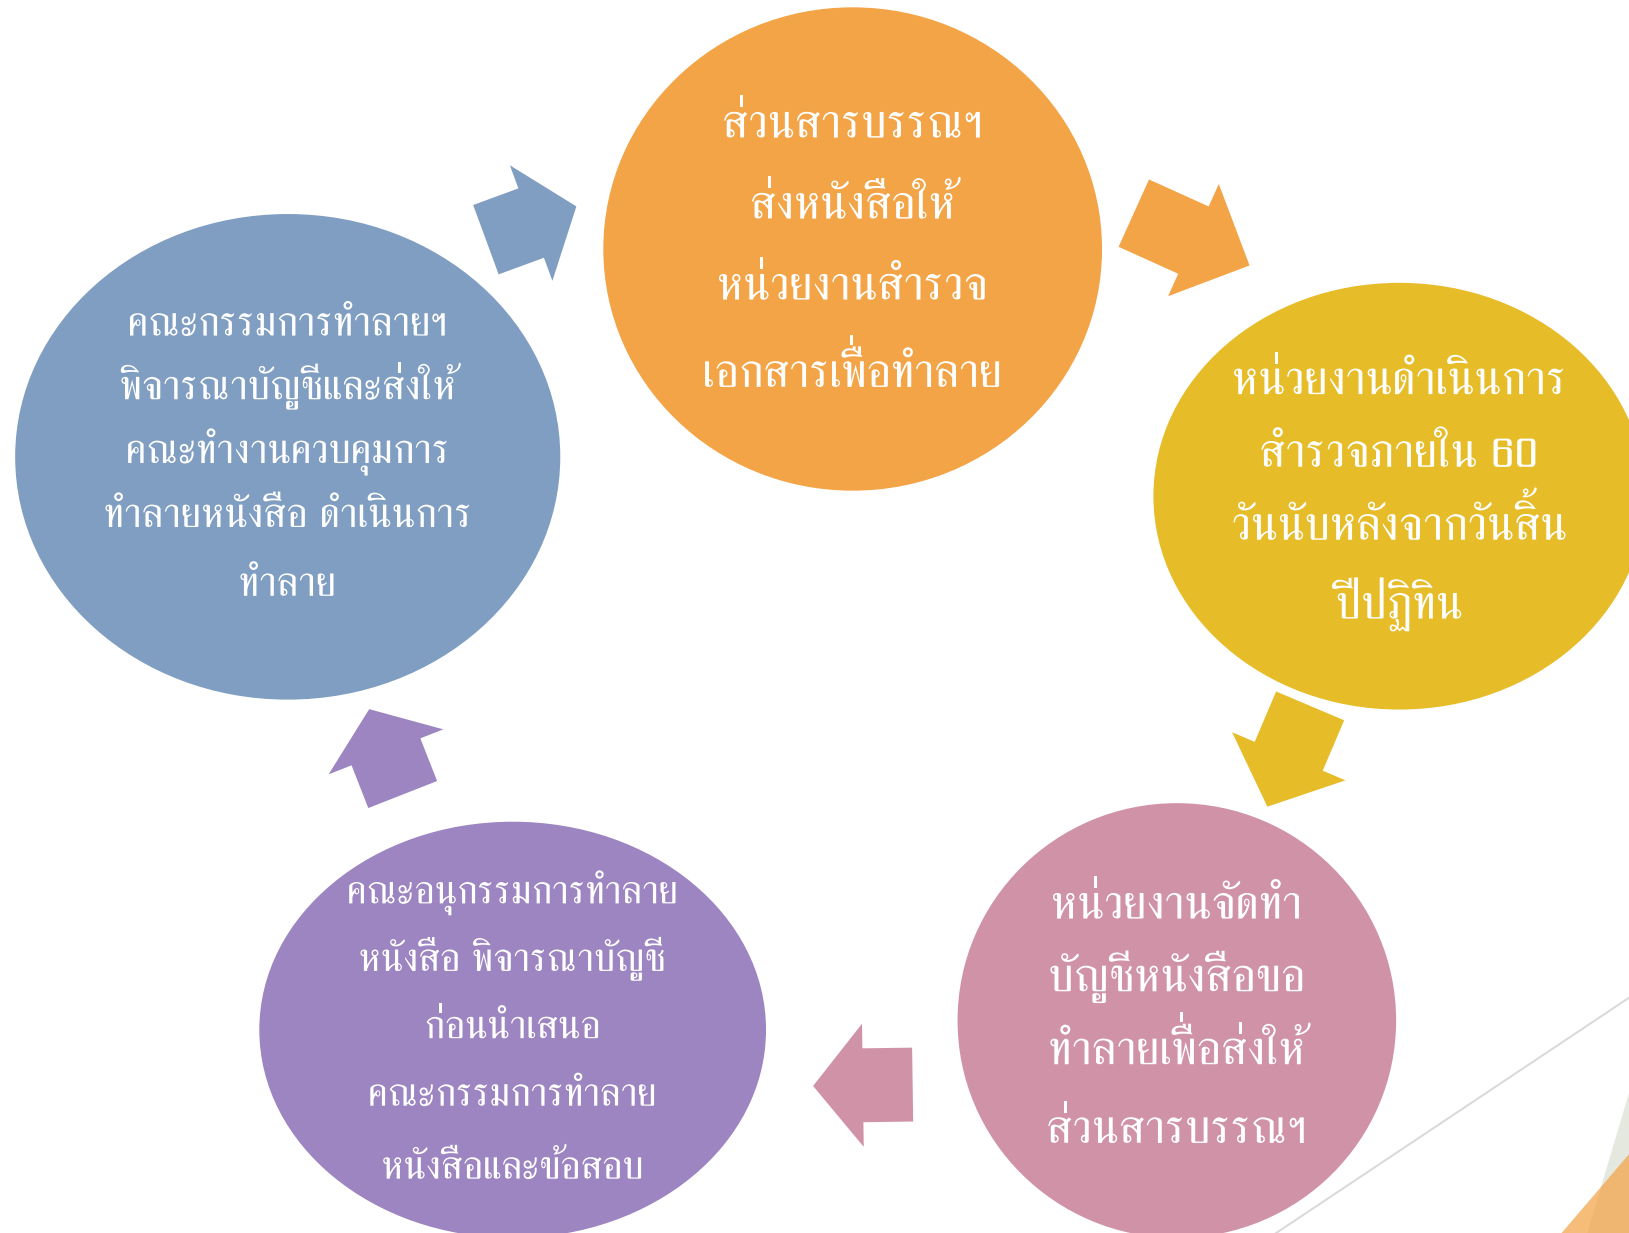 ส่วนสารบรรณฯ
ส่งหนังสือให้
หน่วยงานสำรวจ
เอกสารเพื่อทำลาย
หน่วยงานดำเนินการ
สำรวจภายใน 60
วันนับหลังจากวันสิ้น
ปีปฏิทิน
หน่วยงานจัดทำ
บัญชีหนังสือขอ
ทำลายเพื่อส่งให้
ส่วนสารบรรณฯ
คณะอนุกรรมการทำลาย
หนังสือ พิจารณาบัญชี
ก่อนนำเสนอ
คณะกรรมการทำลาย
หนังสือและข้อสอบ
คณะกรรมการทำลายฯ
พิจารณาบัญชีและส่งให้
คณะทำงานควบคุมการ
ทำลายหนังสือ ดำเนินการ
ทำลาย